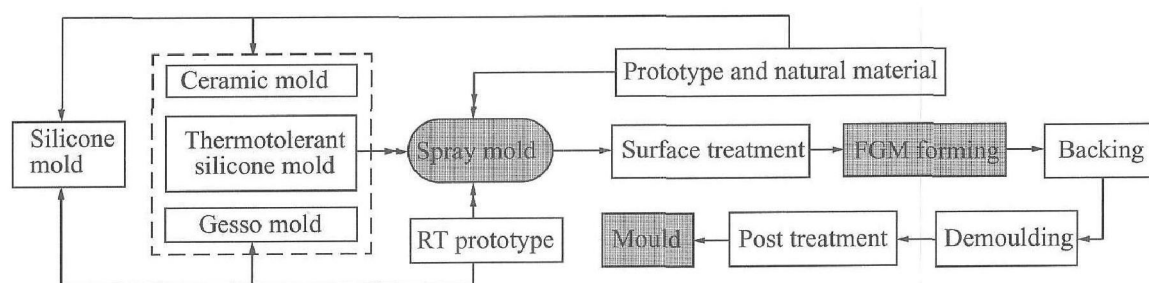 Ceramic mold
Prototype and natural material
Silicone
mold
Thermotolerant
silicone mold
Spray mold
Surface treatment
FGM forming
Backing
Gesso mold
RT prototype
Mould
Post treatment
Demoulding